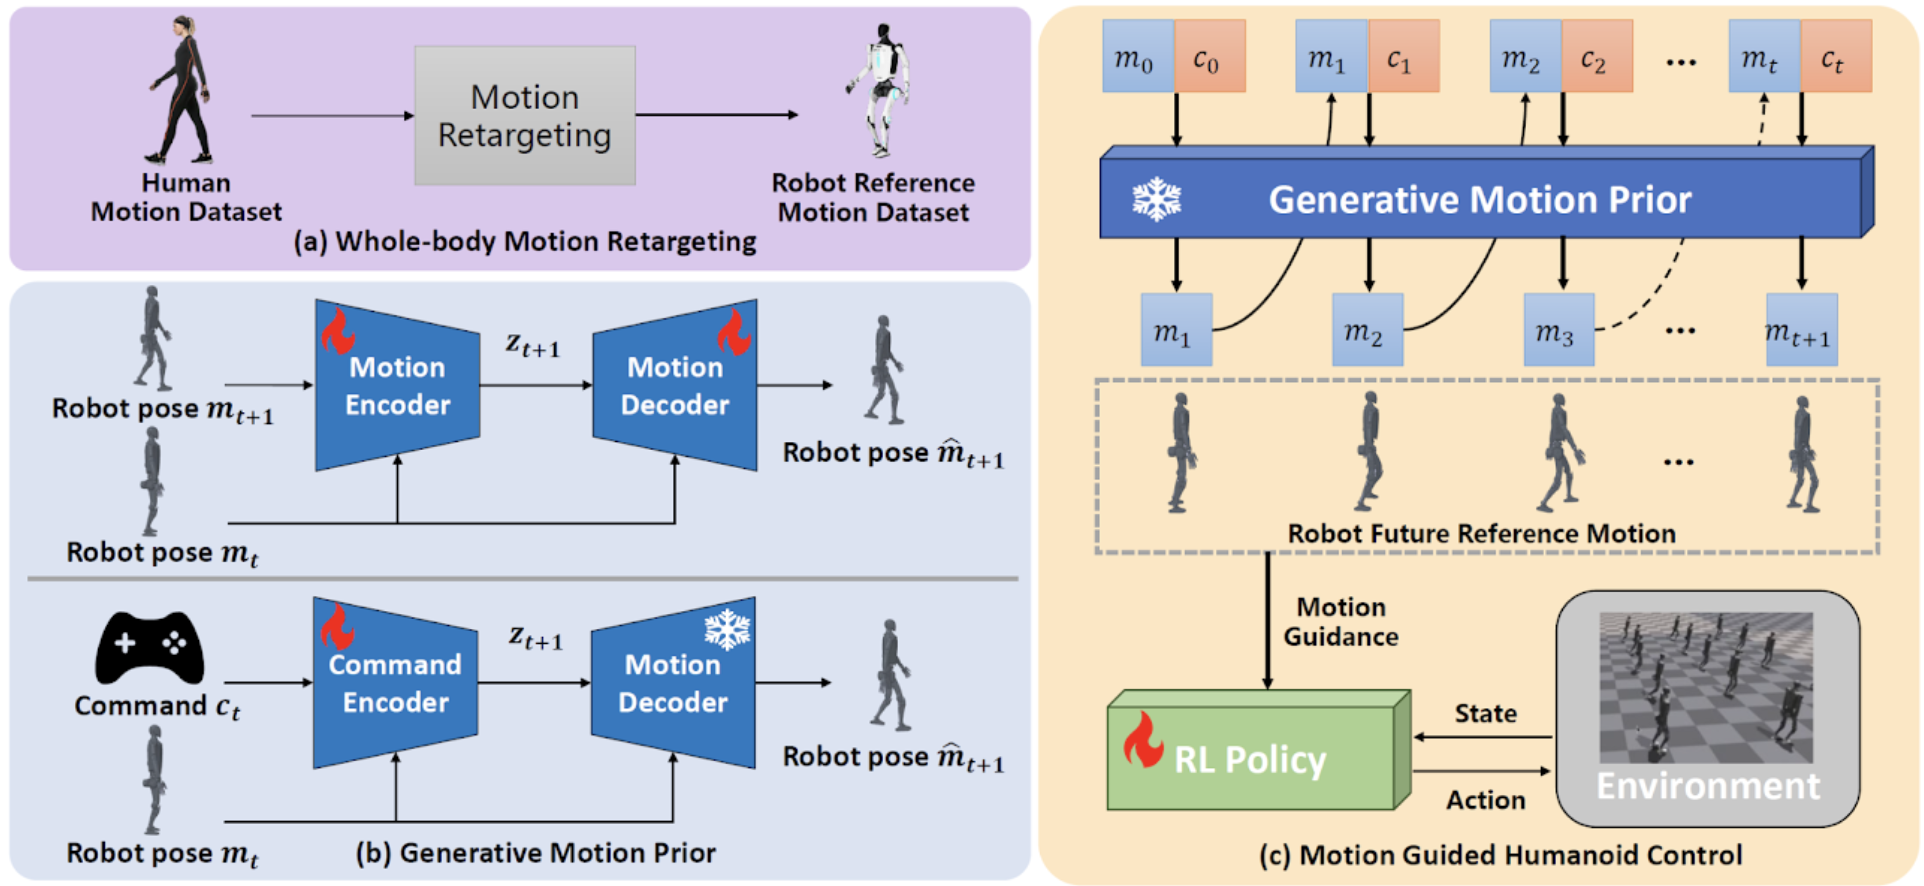 Human
Motion Dataset
Motion
Retargeting
Robot Reference
Motion Dataset
(a) Whole-body Motion Retargeting
Robot pose m_{t+1}
Robot pose m_t
Motion
Encoder
z_{t+1}
Motion
Decoder
Robot pose \hat{m}_{t+1}
Command c_t
Robot pose m_t
Command
Encoder
z_{t+1}
Motion
Decoder
Robot pose \hat{m}_{t+1}
(b) Generative Motion Prior
m_0 c_0 m_1 c_1 m_2 c_2 ... m_t c_t
Generative Motion Prior
m_1 m_2 m_3 ... m_{t+1}
...
Robot Future Reference Motion
Motion
Guidance
RL Policy
State
Action
Environment
(c) Motion Guided Humanoid Control